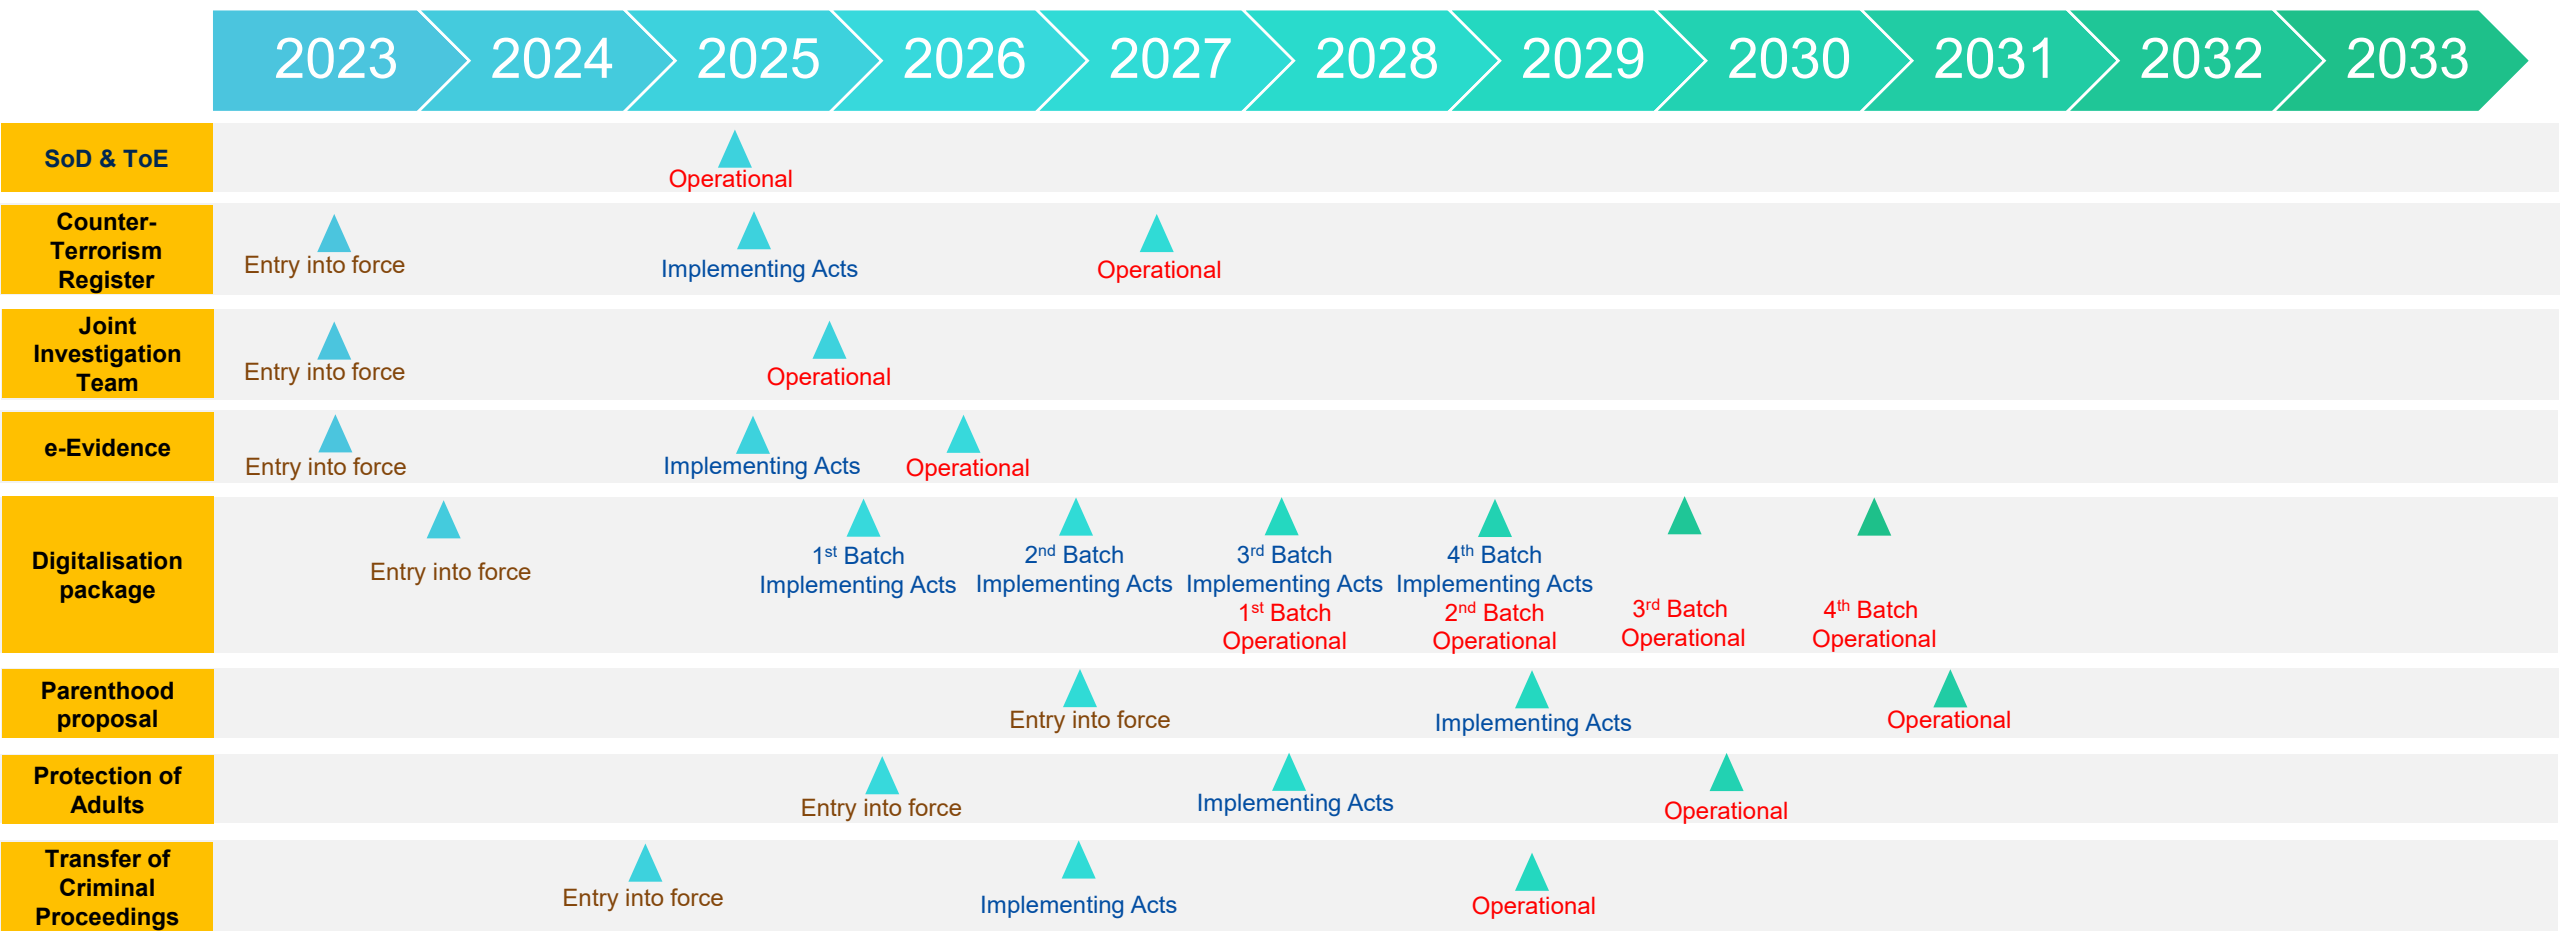 2023 2024 2025 2026 2027 2028 2029 2030 2031 2032 2033
SoD & ToE
Operational
Counter-
Terrorism
Register
Entry into force
Implementing Acts
Operational
Joint
Investigation
Team
Entry into force
Operational
e-Evidence
Entry into force
Implementing Acts
Operational
Digitalisation
package
Entry into force
1st Batch
Implementing Acts
2nd Batch
Implementing Acts
3rd Batch
Implementing Acts
1st Batch
Operational
4th Batch
Implementing Acts
2nd Batch
Operational
3rd Batch
Operational
4th Batch
Operational
Parenthood
proposal
Entry into force
Implementing Acts
Operational
Protection of
Adults
Entry into force
Implementing Acts
Operational
Transfer of
Criminal
Proceedings
Entry into force
Implementing Acts
Operational